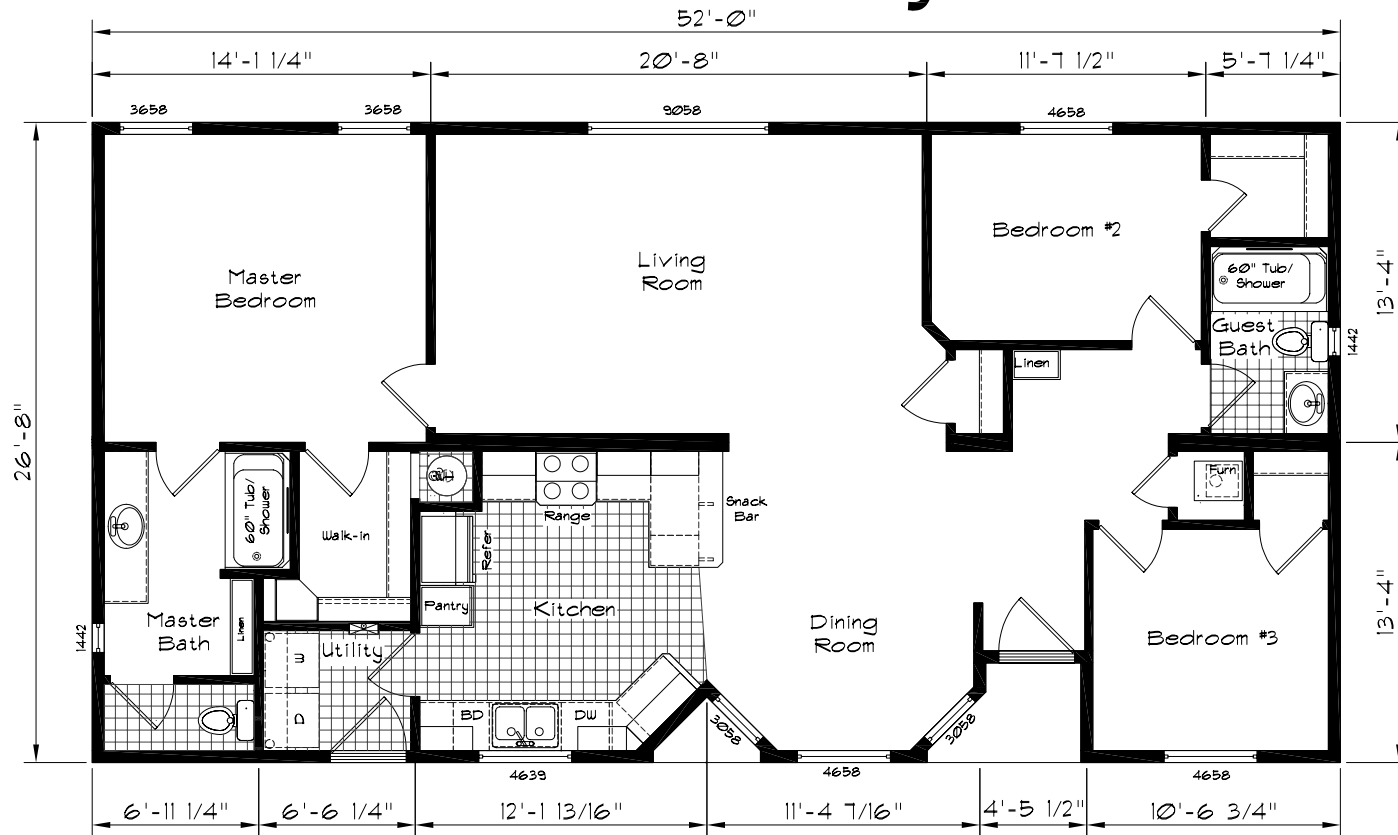 52'-0"
14'-1 1/4" 20'-8" 11'-7 1/2" 5'-7 1/4"
3658 3658 9058 4658
Bedroom #2
Living
Room
Master
Bedroom
60" Tub/
Shower
13'-4"
Guest
Bath
1442
Linen
26'-8"
60" Tub/
Shower
Walk-in
Range
Snack
Bar
Refer
Furn
Pantry
Kitchen
Master
Bath
Linen
1442
W
Utility
D
Dining
Room
Bedroom #3
13'-4"
BD DW
3058 3058
4639 4658 4658
6'-11 1/4" 6'-6 1/4" 12'-1 13/16" 11'-4 7/16" 4'-5 1/2" 10'-6 3/4"